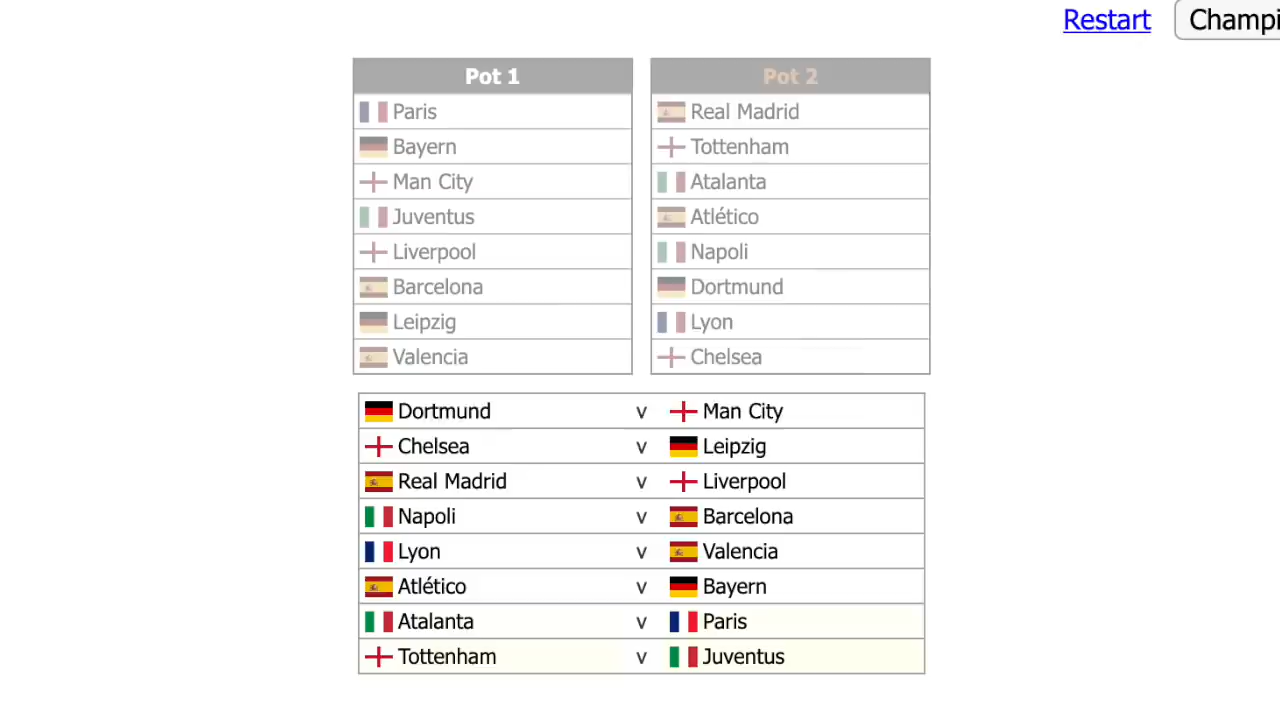 Restart Champi
Pot 1 Pot 2
Paris Real Madrid
Bayern Tottenham
Man City Atalanta
Juventus Atlético
Liverpool Napoli
Barcelona Dortmund
Leipzig Lyon
Valencia Chelsea
Dortmund v Man City
Chelsea v Leipzig
Real Madrid v Liverpool
Napoli v Barcelona
Lyon v Valencia
Atlético v Bayern
Atalanta v Paris
Tottenham v Juventus